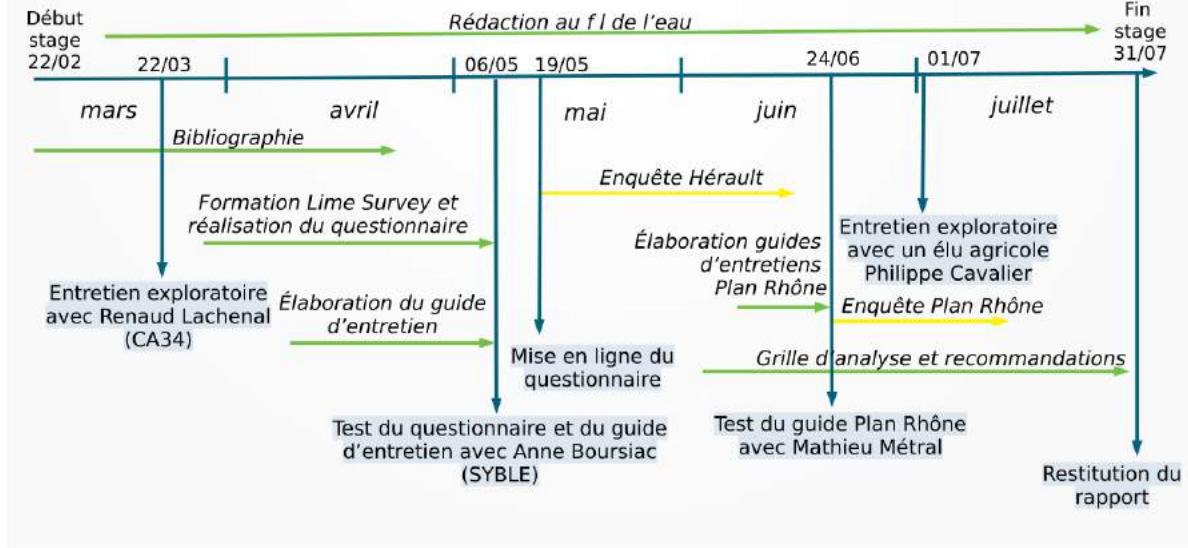 Début
stage
22/02
Rédaction au f l de l'eau
Fin
stage
31/07
22/03
06/05
19/05
24/06
01/07
mars
avril
mai
juin
juillet
Bibliographie
Enquête Hérault
Formation Lime Survey et
réalisation du questionnaire
Entretien exploratoire
avec un élu agricole
Philippe Cavalier
Élaboration guides
d'entretiens
Plan Rhône
Entretien exploratoire
avec Renaud Lachenal
(CA34)
Élaboration du guide
d'entretien
Enquête Plan Rhône
Mise en ligne du
questionnaire
Grille d'analyse et recommandations
Test du questionnaire et du guide
d'entretien avec Anne Boursiac
(SYBLE)
Test du guide Plan Rhône
avec Mathieu Métral
Restitution du
rapport